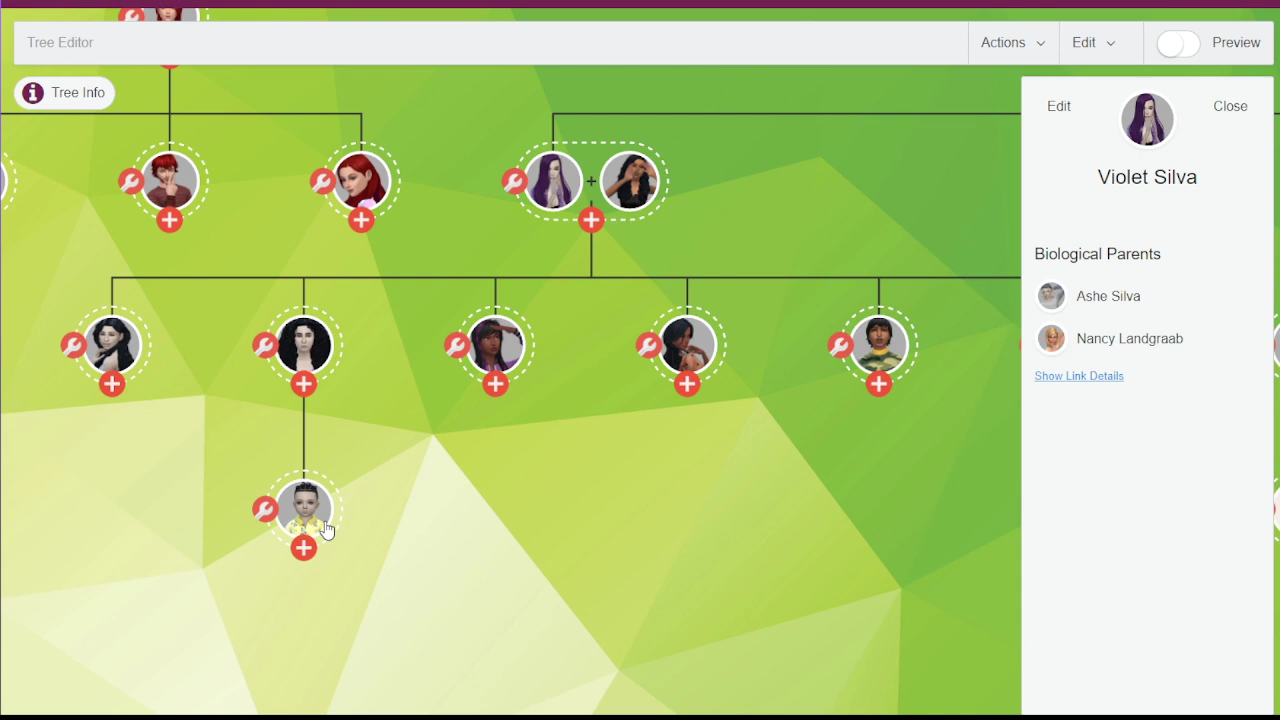 Tree Editor
Actions
Edit
Preview
Tree Info
Edit
Close
Violet Silva
Biological Parents
Ashe Silva
Nancy Landgraab
Show Link Details